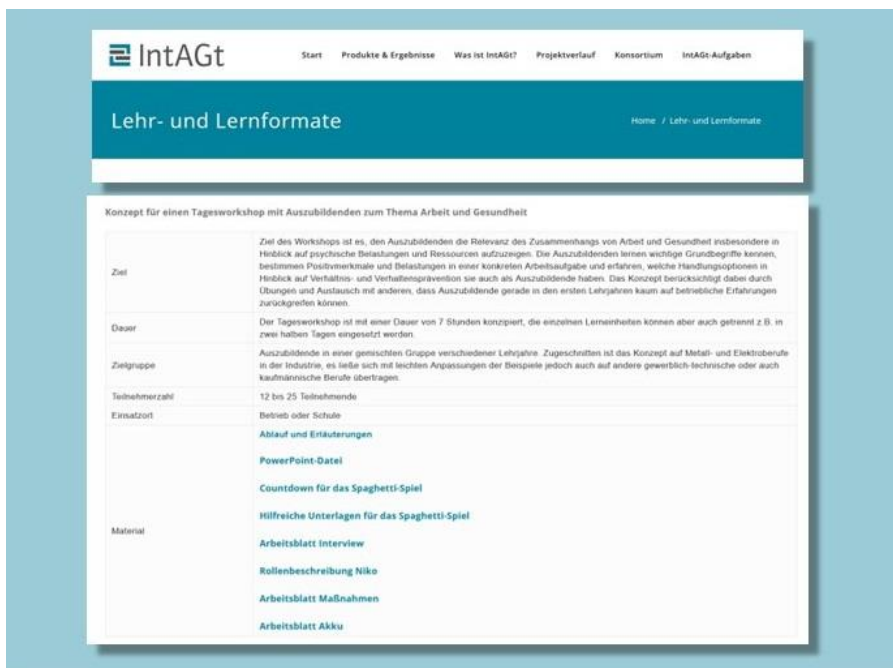 IntAGt
Start Produkte & Ergebnisse Was ist IntAGt? Projektverlauf Konsortium IntAGt-Aufgaben
Lehr- und Lernformate
Home / Lehr- und Lernformate
Konzept für einen Tagesworkshop mit Auszubildenden zum Thema Arbeit und Gesundheit
Ziel
Ziel des Workshops ist es, den Auszubildenden die Relevanz des Zusammenhangs von Arbeit und Gesundheit insbesondere in
Hinblick auf psychische Belastungen und Ressourcen aufzuzeigen. Die Auszubildenden lernen wichtige Grundbegriffe kennen,
bestimmen Positivmerkmale und Belastungen in einer konkreten Arbeitsaufgabe und erfahren, welche Handlungsoptionen in
Hinblick auf Verhältnis- und Verhaltensprävention sie auch als Auszubildende haben. Das Konzept berücksichtigt dabei durch
Übungen und Austausch mit anderen, dass Auszubildende gerade in den ersten Lehrjahren kaum auf betriebliche Erfahrungen
zurückgreifen können.
Dauer
Der Tagesworkshop ist mit einer Dauer von 7 Stunden konzipiert, die einzelnen Lerneinheiten können aber auch getrennt z.B. in
zwei halben Tagen eingesetzt werden.
Zielgruppe
Auszubildende in einer gemischten Gruppe verschiedener Lehrjahre. Zugeschnitten ist das Konzept auf Metall- und Elektroberufe
in der Industrie, es ließe sich mit leichten Anpassungen der Beispiele jedoch auch auf andere gewerblich-technische oder auch
kaufmännische Berufe übertragen.
Teilnehmerzahl
12 bis 25 Teilnehmende
Einsatzort
Betrieb oder Schule
Material
Ablauf und Erläuterungen
PowerPoint-Datei
Countdown für das Spaghetti-Spiel
Hilfreiche Unterlagen für das Spaghetti-Spiel
Arbeitsblatt Interview
Rollenbeschreibung Niko
Arbeitsblatt Maßnahmen
Arbeitsblatt Akku